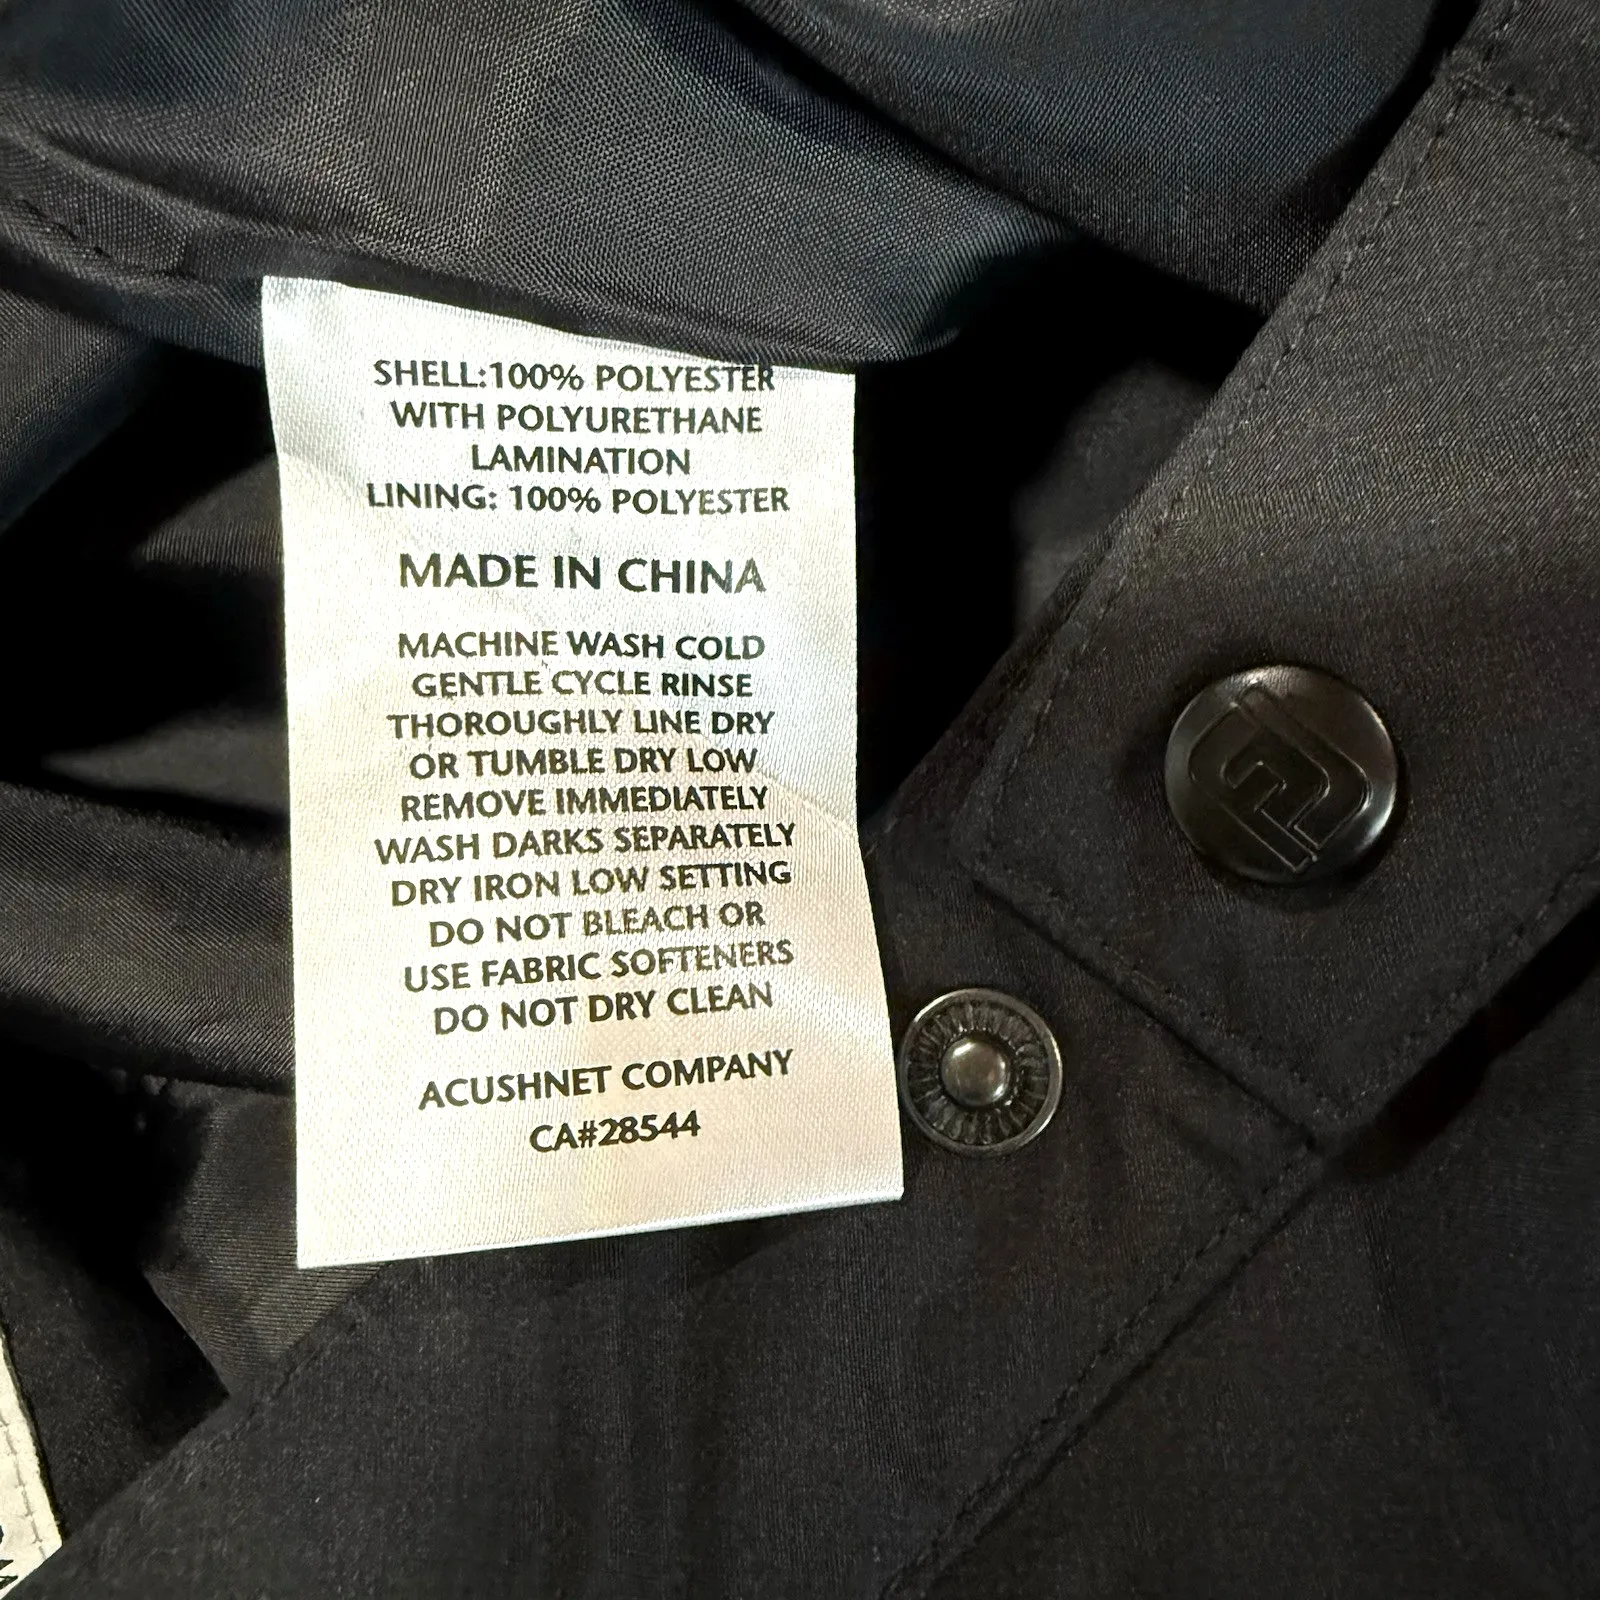 SHELL:100% POLYESTER
WITH POLYURETHANE
LAMINATION
LINING: 100% POLYESTER
MADE IN CHINA
MACHINE WASH COLD
GENTLE CYCLE RINSE
THOROUGHLY LINE DRY
OR TUMBLE DRY LOW
REMOVE IMMEDIATELY
WASH DARKS SEPARATELY
DRY IRON LOW SETTING
DO NOT BLEACH OR
USE FABRIC SOFTENERS
DO NOT DRY CLEAN
ACUSHNET COMPANY
CA#28544